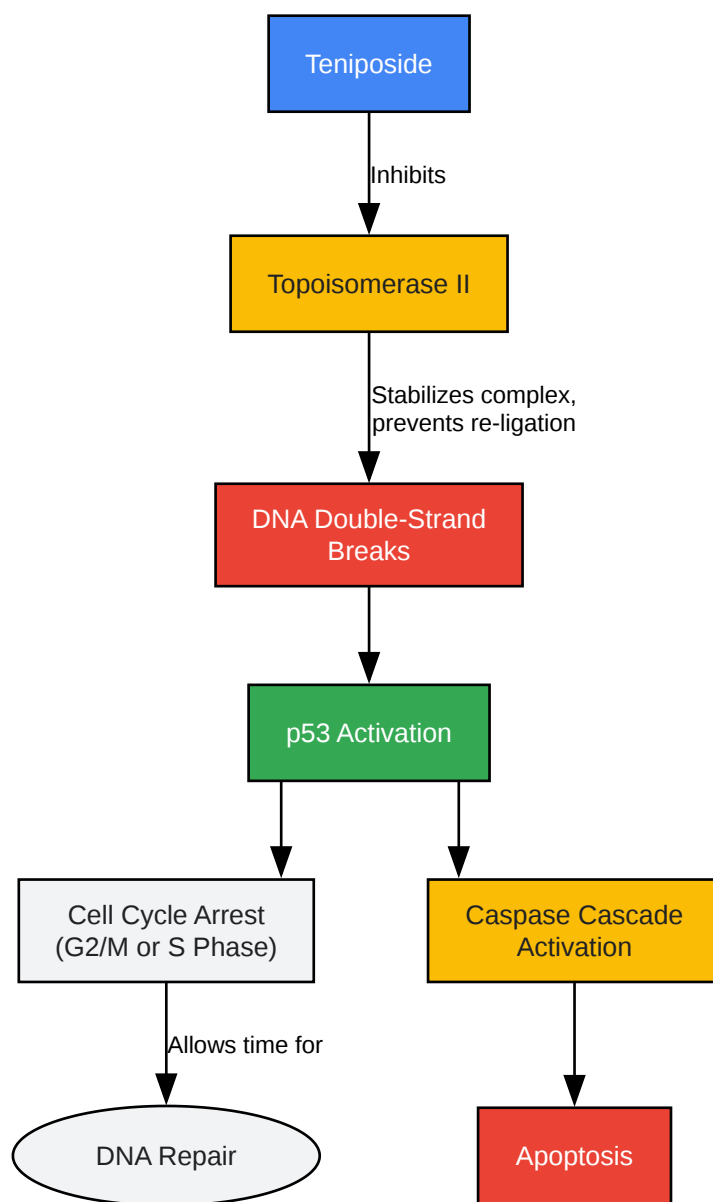 Teniposide
Inhibits
Topoisomerase II
Stabilizes complex,
prevents re-ligation
DNA Double-Strand
Breaks
p53 Activation
Cell Cycle Arrest
(G2/M or S Phase)
Caspase Cascade
Activation
Allows time for
DNA Repair
Apoptosis